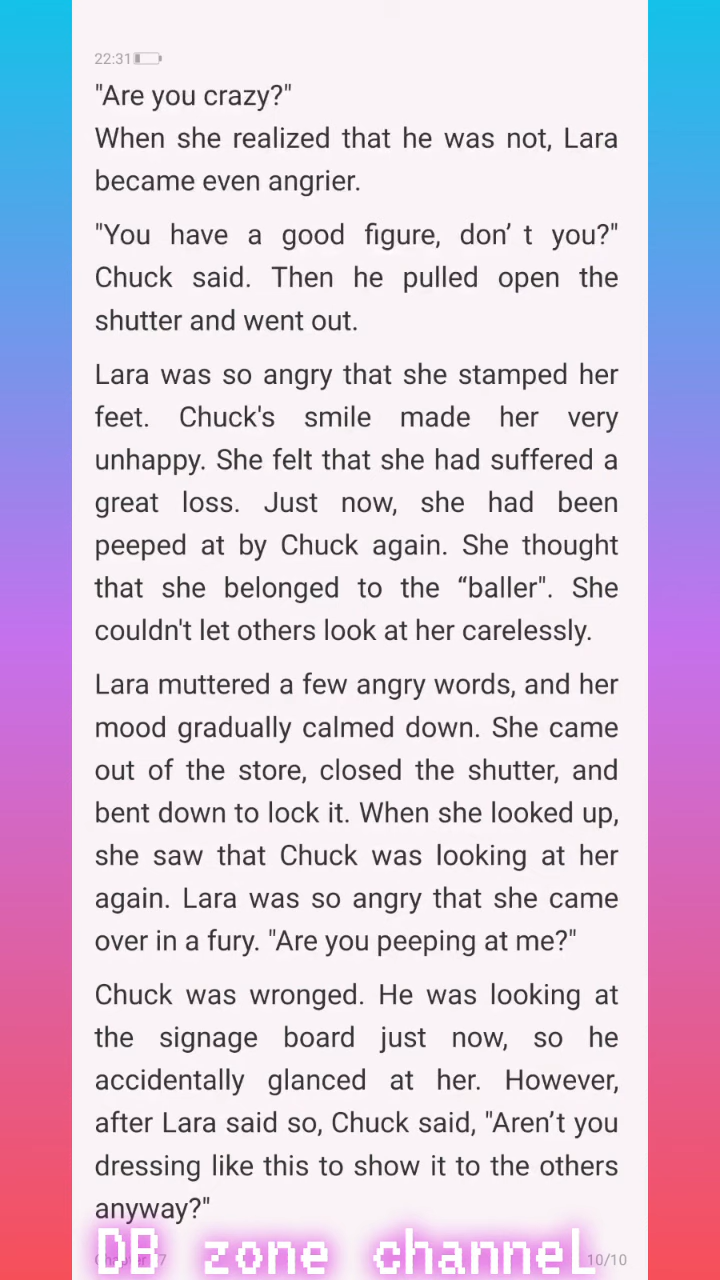 22:31
"Are you crazy?"
When she realized that he was not, Lara
became even angrier.
"You have a good figure, don’ t you?"
Chuck said. Then he pulled open the
shutter and went out.
Lara was so angry that she stamped her
feet. Chuck's smile made her very
unhappy. She felt that she had suffered a
great loss. Just now, she had been
peeped at by Chuck again. She thought
that she belonged to the “baller". She
couldn't let others look at her carelessly.
Lara muttered a few angry words, and her
mood gradually calmed down. She came
out of the store, closed the shutter, and
bent down to lock it. When she looked up,
she saw that Chuck was looking at her
again. Lara was so angry that she came
over in a fury. "Are you peeping at me?"
Chuck was wronged. He was looking at
the signage board just now, so he
accidentally glanced at her. However,
after Lara said so, Chuck said, "Aren’t you
dressing like this to show it to the others
anyway?"
DB zone channeL
10/10